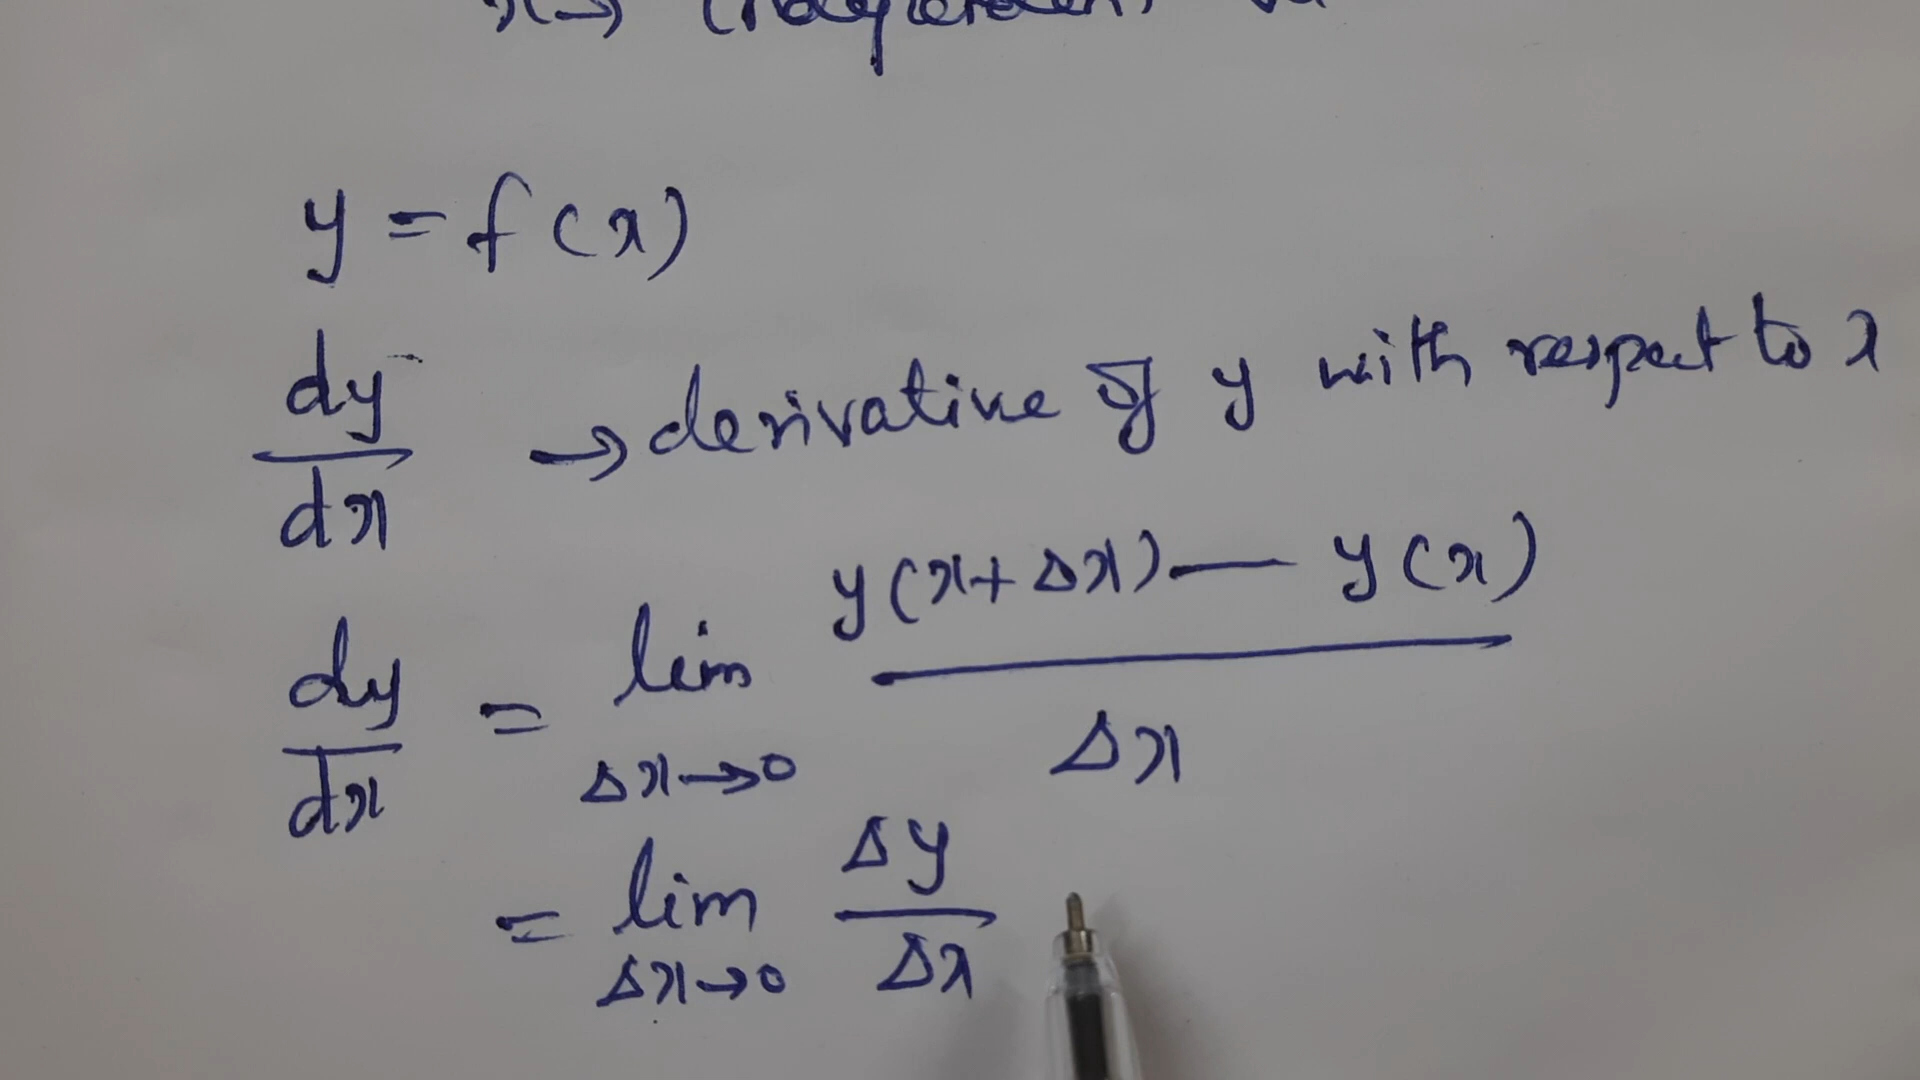 x →
y = f(x)
dy/dx → derivative of y with respect to x
dy/dx = lim Δx→0 y(x+Δx) — y(x) / Δx
= lim Δx→0 Δy/Δx